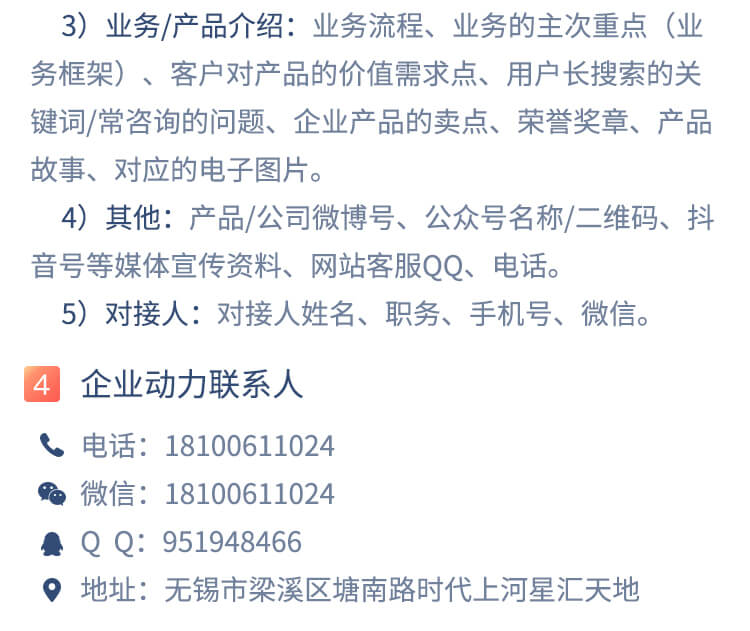 3）业务/产品介绍：业务流程、业务的主次重点（业
务框架）、客户对产品的价值需求点、用户长搜索的关
键词/常咨询的问题、企业产品的卖点、荣誉奖章、产品
故事、对应的电子图片。
4）其他：产品/公司微博号、公众号名称/二维码、抖
音号等媒体宣传资料、网站客服QQ、电话。
5）对接人：对接人姓名、职务、手机号、微信。
4 企业动力联系人
电话：18100611024
微信：18100611024
Q Q：951948466
地址：无锡市梁溪区塘南路时代上河星汇天地